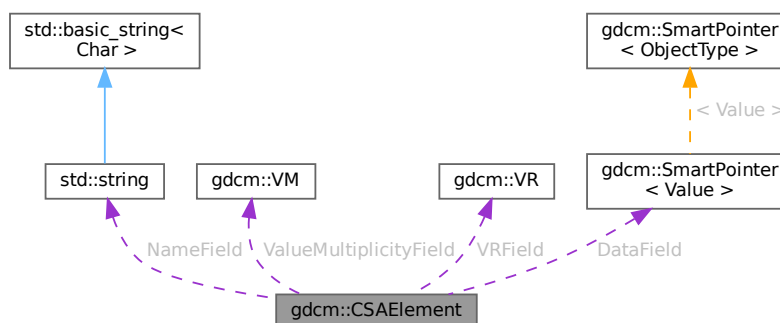 std::basic_string<
Char >
gdcm::SmartPointer
< ObjectType >
< Value >
std::string
gdcm::VM
gdcm::VR
gdcm::SmartPointer
< Value >
NameField
ValueMultiplicityField
VRField
DataField
gdcm::CSAElement